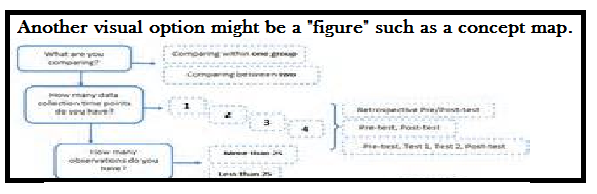 Another visual option might be a "figure" such as a concept map.
What are you
comparing?
Comparing within one group
Comparing between two
How many data
collection time points
do you have?
1
2
3
4
Retrospective Pre/Post-test
Pre-test, Post-test
Pre-test, Test 1, Test 2, Post-test
How many
observations do you
have?
More than 25
Less than 25